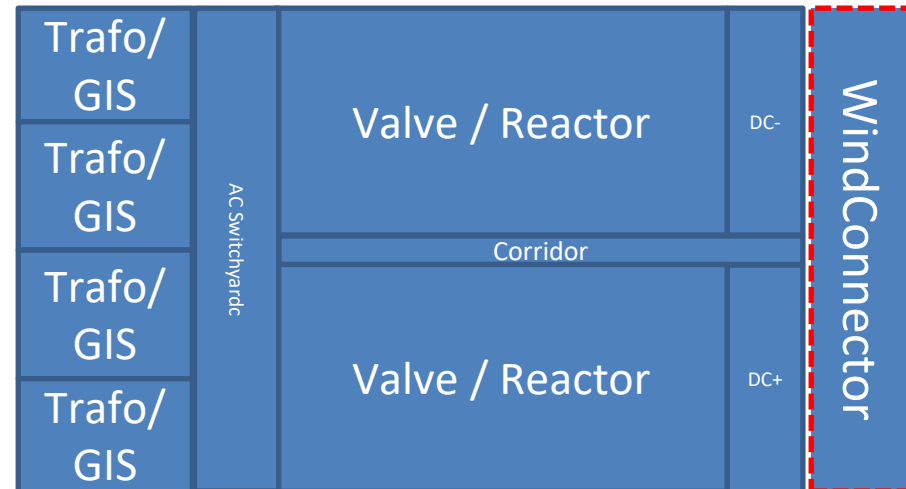 Trafo/
GIS
Trafo/
GIS
Trafo/
GIS
Trafo/
GIS
AC Switchyardc
Valve / Reactor
DC-
Corridor
Valve / Reactor
DC+
WindConnector